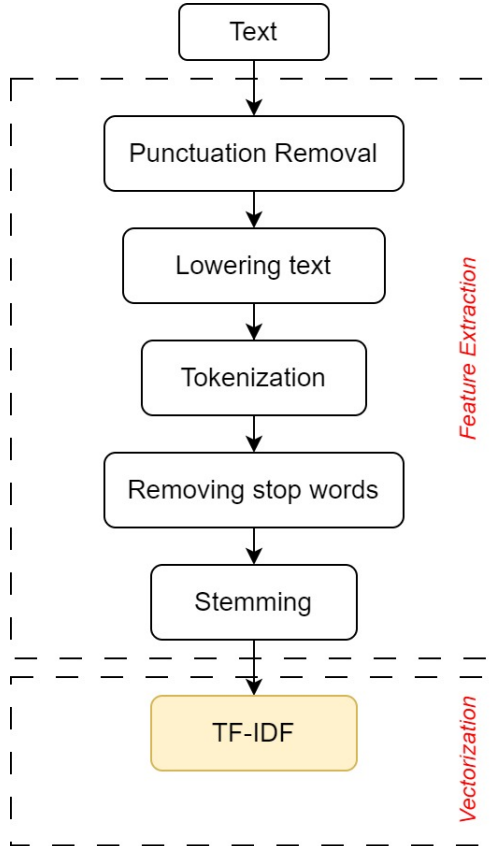 Text
Punctuation Removal
Lowering text
Tokenization
Feature Extraction
Removing stop words
Stemming
TF-IDF
Vectorization